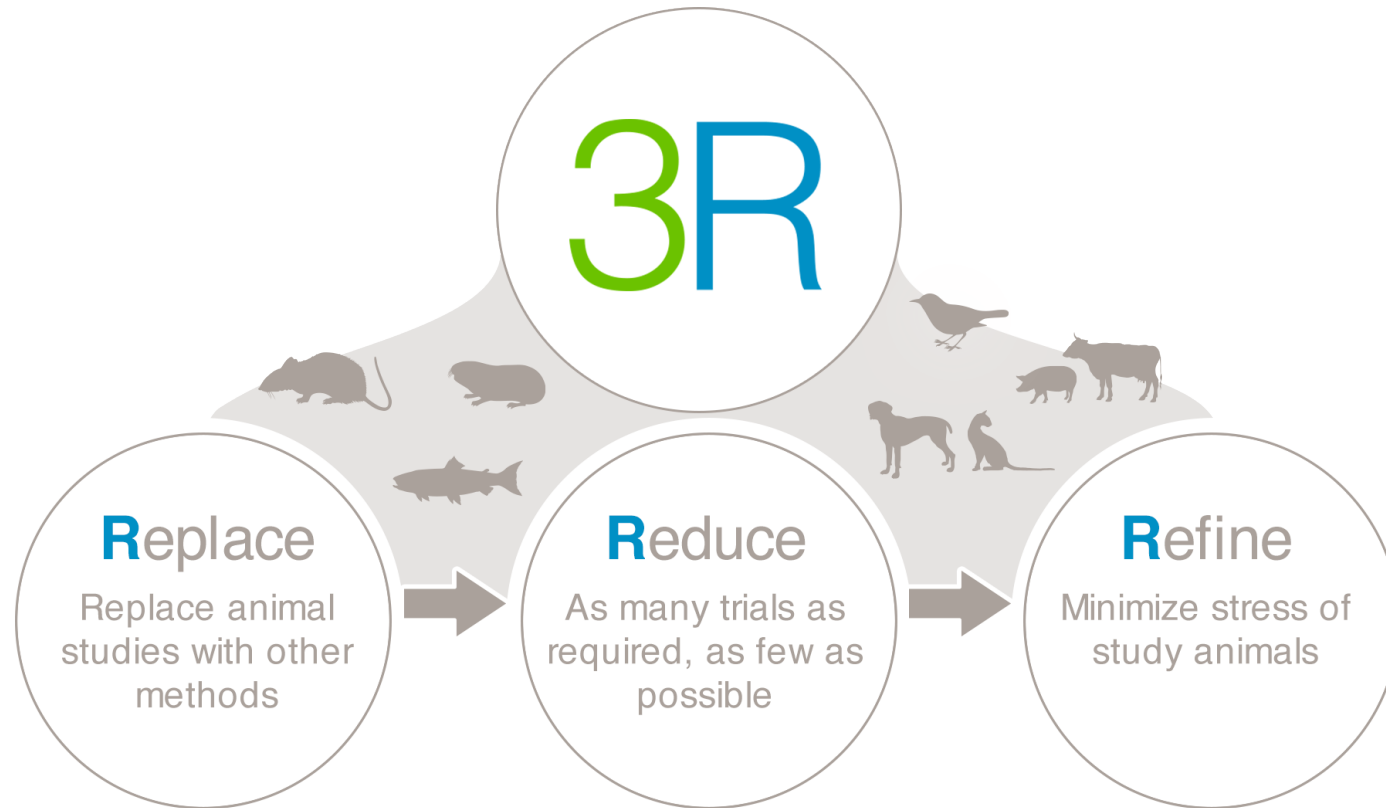 3R
Replace
Replace animal
studies with other
methods
Reduce
As many trials as
required, as few as
possible
Refine
Minimize stress of
study animals